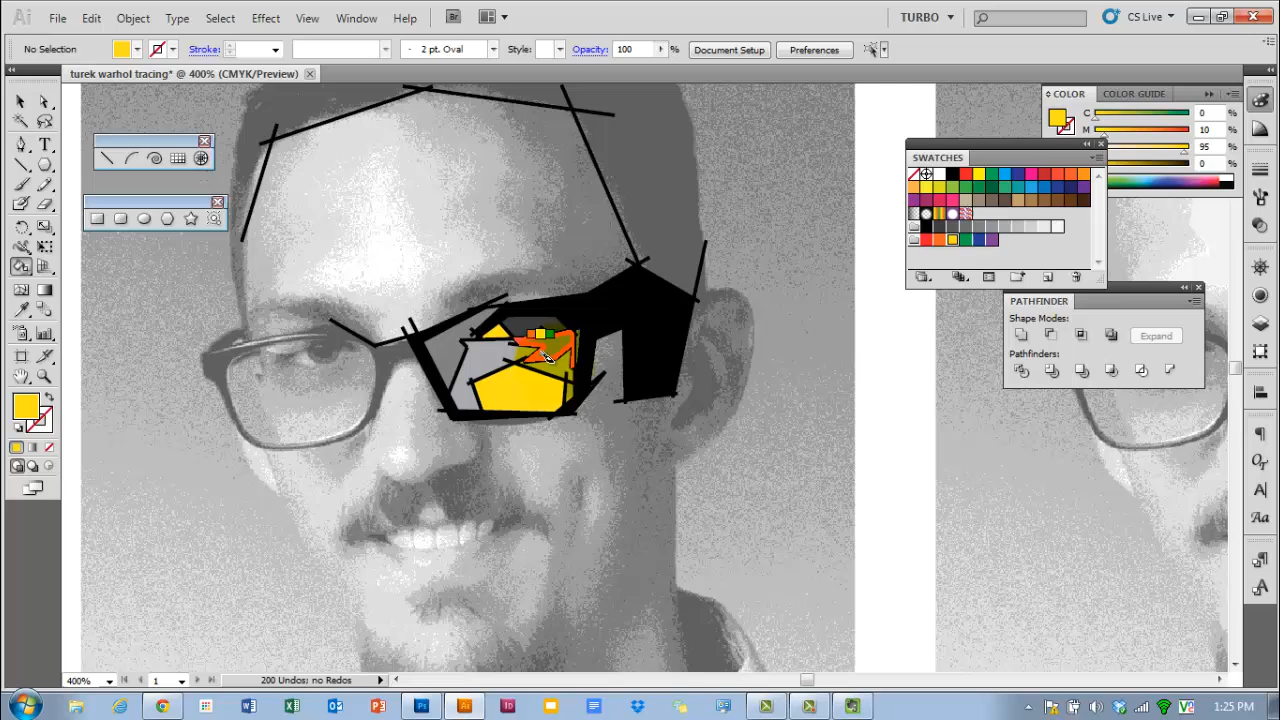 Ai File Edit Object Type Select Effect View Window Help Br TURBO CS Live
No Selection Stroke: 2 pt. Oval Style: Opacity: 100 % Document Setup Preferences
turek warhol tracing* @ 400% (CMYK/Preview)
COLOR COLOR GUIDE
C 0
M 10
95
0
SWATCHES
PATHFINDER
Shape Modes:
Expand
Pathfinders:
400% 1 200 Undos: no Redos
1:25 PM